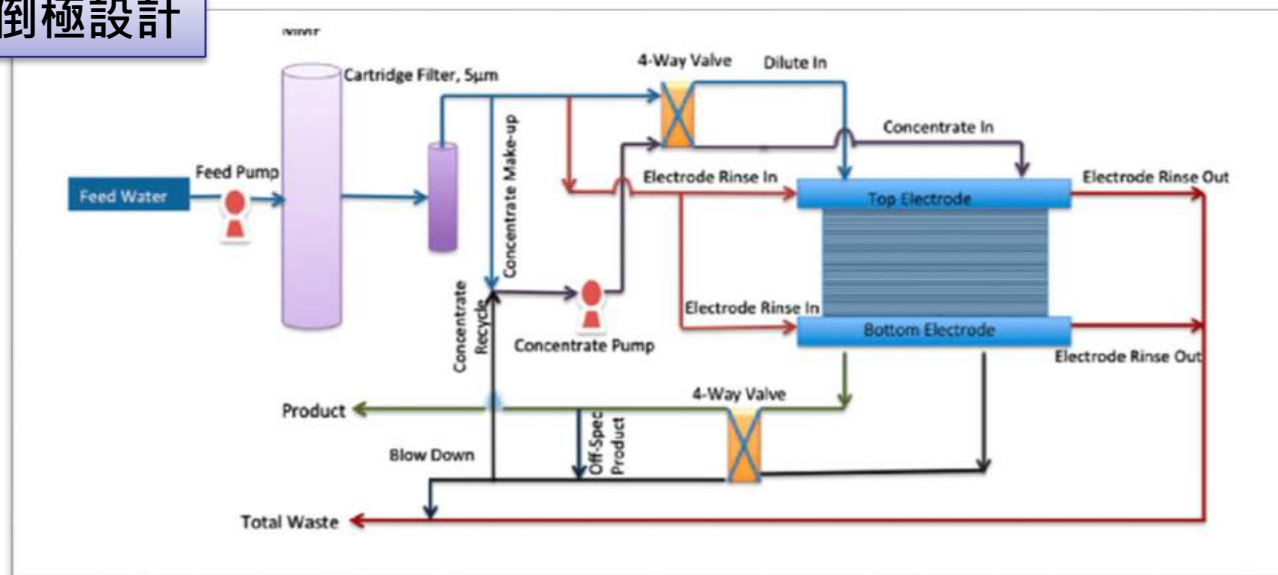 倒極設計
Cartridge Filter, 5µm
4-Way Valve
Dilute In
Concentrate In
Feed Pump
Feed Water
Concentrate Make-up
Electrode Rinse In
Electrode Rinse Out
Top Electrode
Concentrate
Recycle
Concentrate Pump
Electrode Rinse In
Bottom Electrode
Electrode Rinse Out
4-Way Valve
Product
Off-Spec
Product
Blow Down
Total Waste